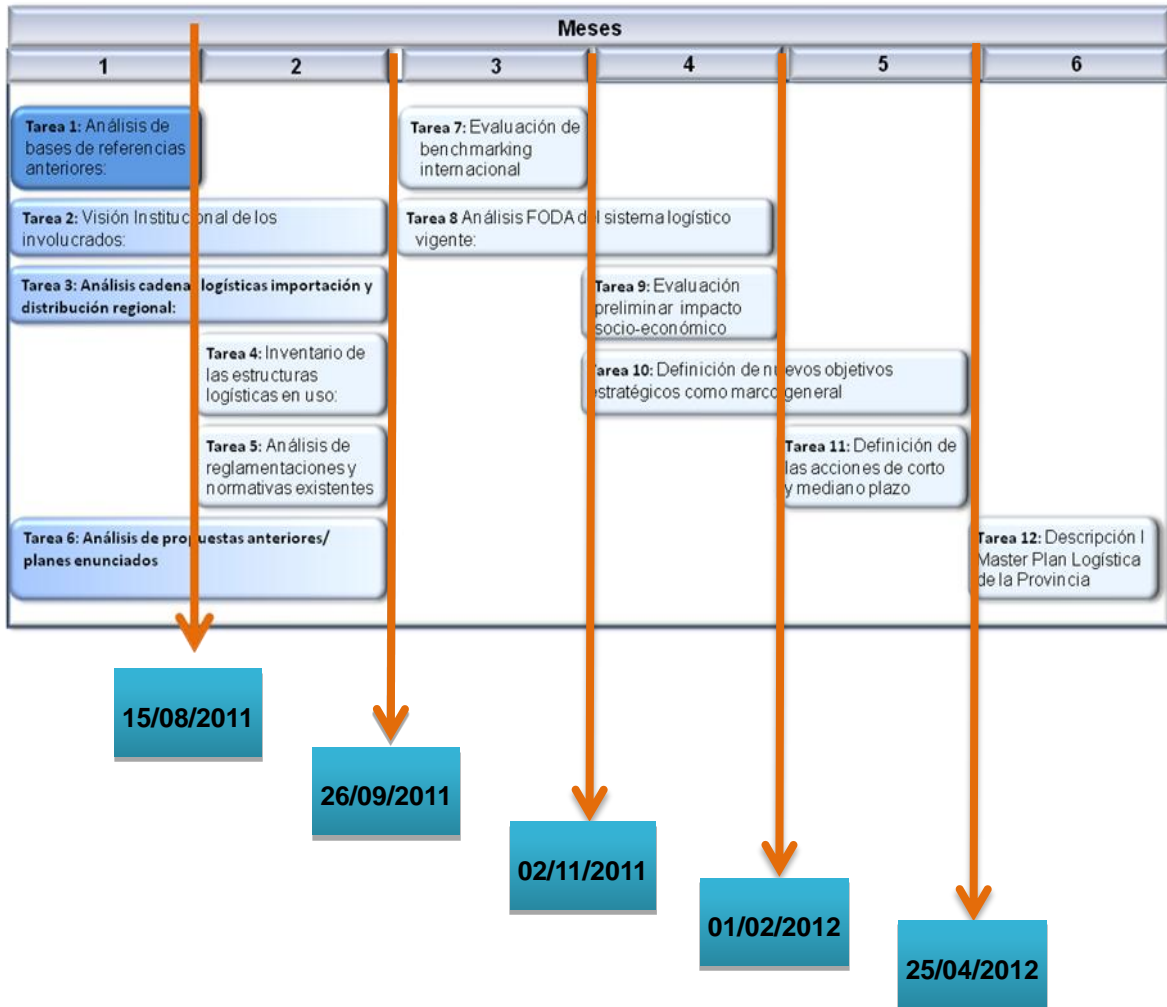 Meses
1 2 3 4 5 6
Tarea 1: Análisis de
bases de referencias
anteriores:
Tarea 2: Visión Institucional de los
involucrados:
Tarea 3: Análisis cadenas logísticas importación y
distribución regional:
Tarea 4: Inventario de
las estructuras
logísticas en uso:
Tarea 5: Análisis de
reglamentaciones y
normativas existentes
Tarea 6: Análisis de propuestas anteriores/
planes enunciados
Tarea 7: Evaluación de
benchmarking
internacional
Tarea 8 Análisis FODA del sistema logístico
vigente:
Tarea 9: Evaluación
preliminar impacto
socio-económico
Tarea 10: Definición de nuevos objetivos
estratégicos como marco general
Tarea 11: Definición de
las acciones de corto
y mediano plazo
Tarea 12: Descripción l
Master Plan Logística
de la Provincia
15/08/2011
26/09/2011
02/11/2011
01/02/2012
25/04/2012